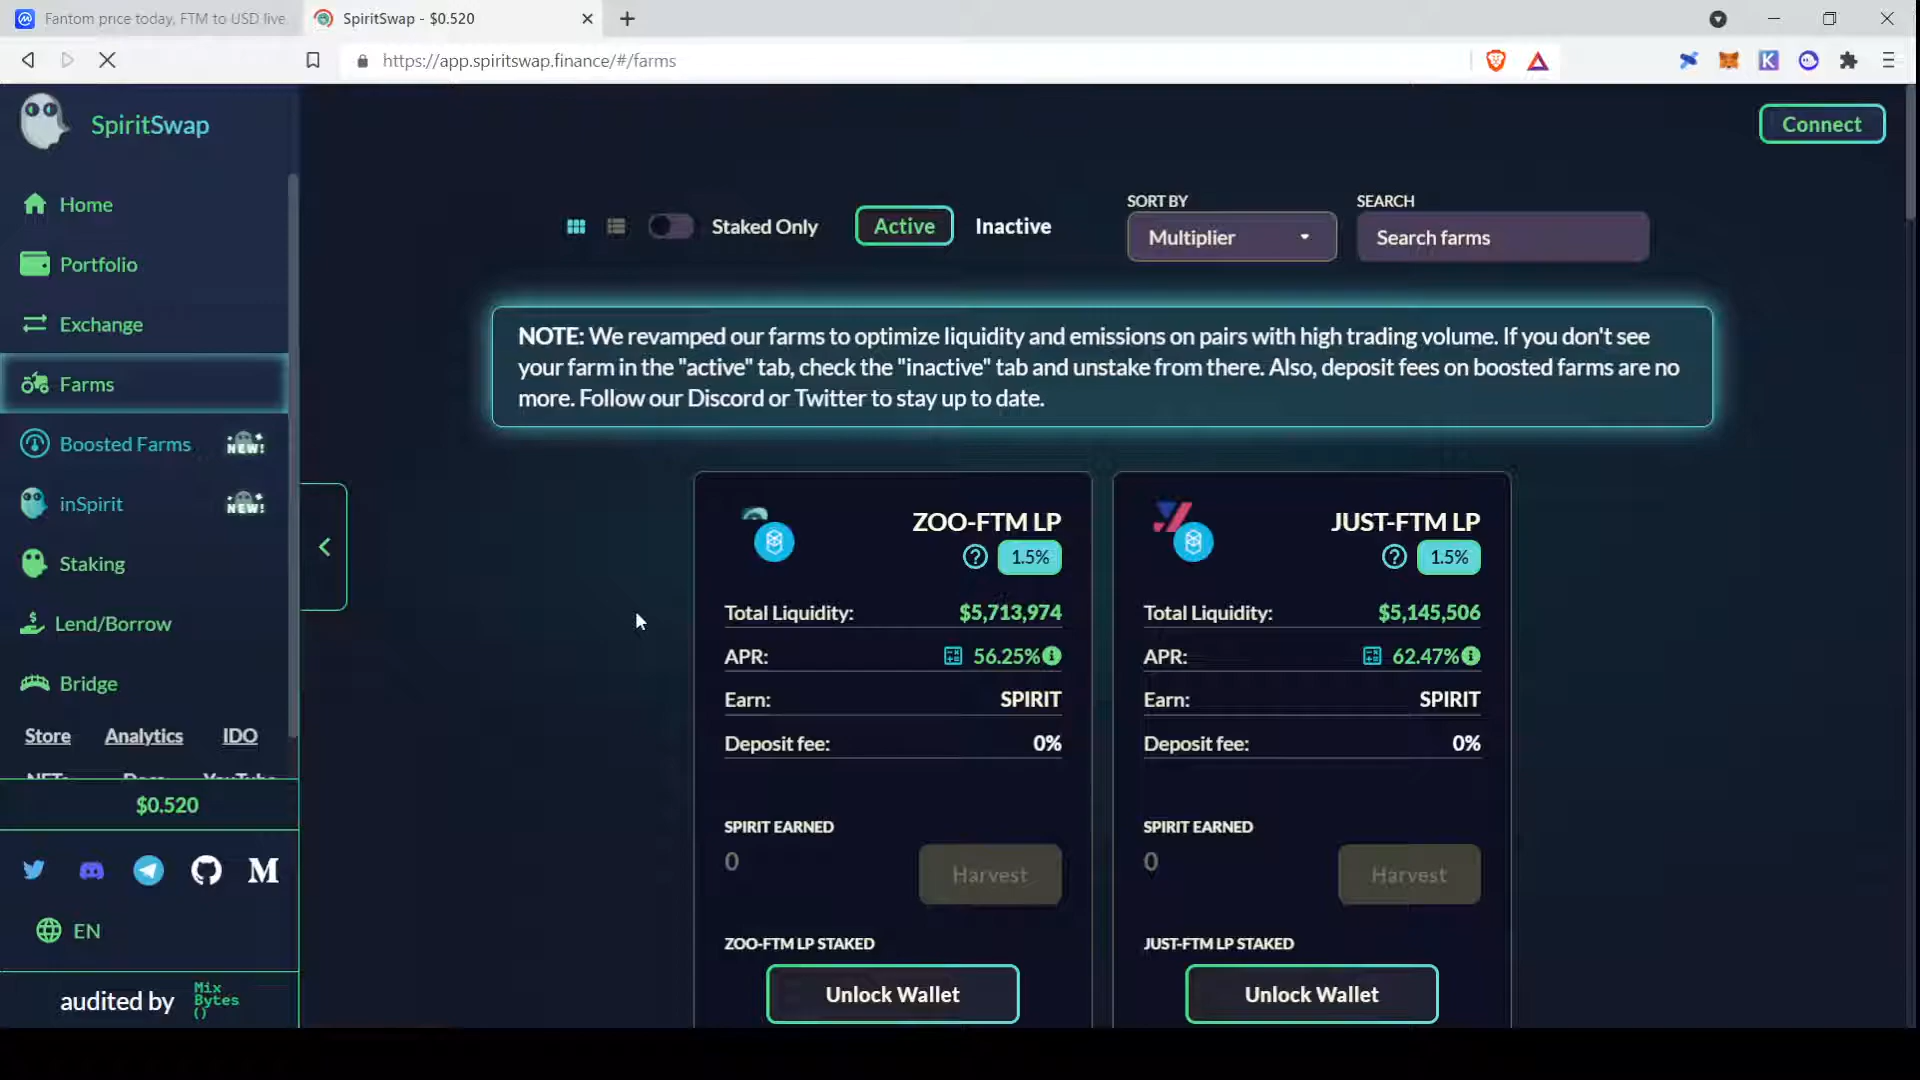 Fantom price today, FTM to USD live
SpiritSwap - $0.520
https://app.spiritswap.finance/#/farms
SpiritSwap
Connect
Home
Portfolio
Exchange
Farms
Boosted Farms
NEW!
inSpirit
NEW!
Staking
Lend/Borrow
Bridge
Store Analytics IDO
$0.520
EN
audited by
Mix
Bytes
()
Staked Only
Active
Inactive
SORT BY
Multiplier
SEARCH
Search farms
NOTE: We revamped our farms to optimize liquidity and emissions on pairs with high trading volume. If you don't see
your farm in the "active" tab, check the "inactive" tab and unstake from there. Also, deposit fees on boosted farms are no
more. Follow our Discord or Twitter to stay up to date.
ZOO-FTM LP
1.5%
Total Liquidity: $5,713,974
APR: 56.25%
Earn: SPIRIT
Deposit fee: 0%
SPIRIT EARNED
0
Harvest
ZOO-FTM LP STAKED
Unlock Wallet
JUST-FTM LP
1.5%
Total Liquidity: $5,145,506
APR: 62.47%
Earn: SPIRIT
Deposit fee: 0%
SPIRIT EARNED
0
Harvest
JUST-FTM LP STAKED
Unlock Wallet